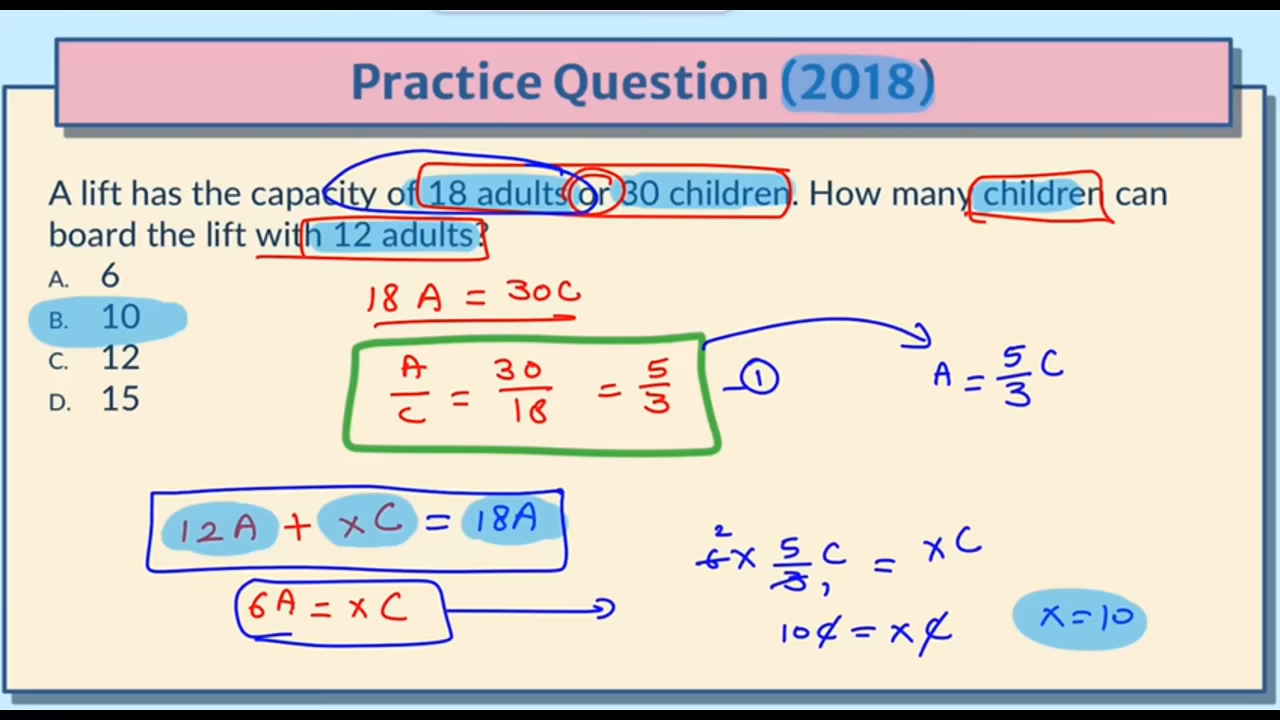 Practice Question (2018)
A lift has the capacity of 18 adults or 30 children. How many children can
board the lift with 12 adults?
A. 6
B. 10
C. 12
D. 15
18 A = 30C
A/C = 30/18 = 5/3 - 1
A = 5/3 C
12A + xC = 18A
6A = xC
2
6 x 5/3 C = xC
1
10C = xC
x = 10